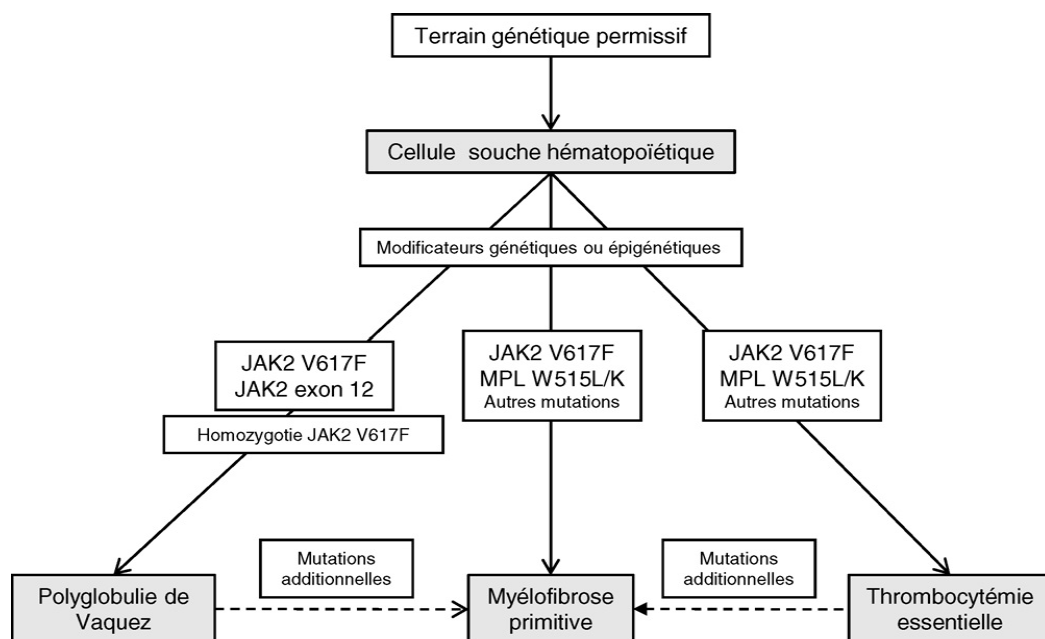 Terrain génétique permissif
Cellule souche hématopoïétique
Modificateurs génétiques ou épigénétiques
JAK2 V617F
JAK2 exon 12
Homozygotie JAK2 V617F
JAK2 V617F
MPL W515L/K
Autres mutations
JAK2 V617F
MPL W515L/K
Autres mutations
Polyglobulie de
Vaquez
Mutations
additionnelles
Myélofibrose
primitive
Mutations
additionnelles
Thrombocytémie
essentielle